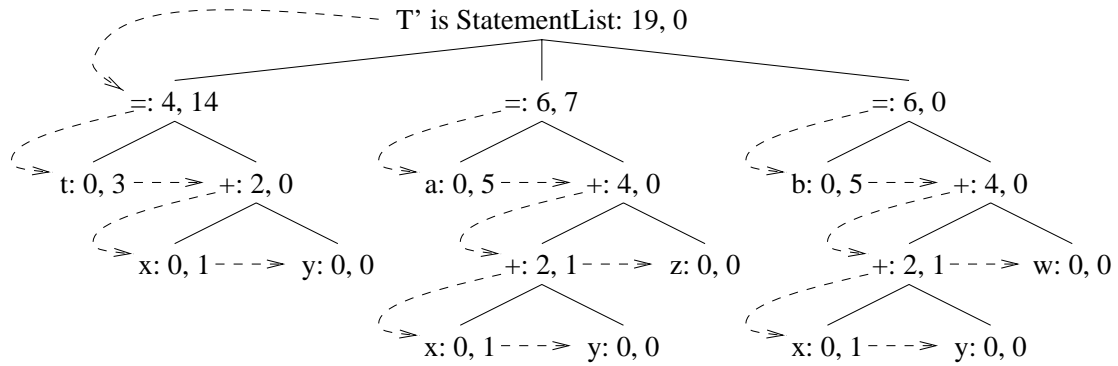 T’ is StatementList: 19, 0
=: 4, 14 =: 6, 7 =: 6, 0
t: 0, 3 +: 2, 0 a: 0, 5 +: 4, 0 b: 0, 5 +: 4, 0
x: 0, 1 y: 0, 0 +: 2, 1 z: 0, 0 +: 2, 1 w: 0, 0
x: 0, 1 y: 0, 0 x: 0, 1 y: 0, 0